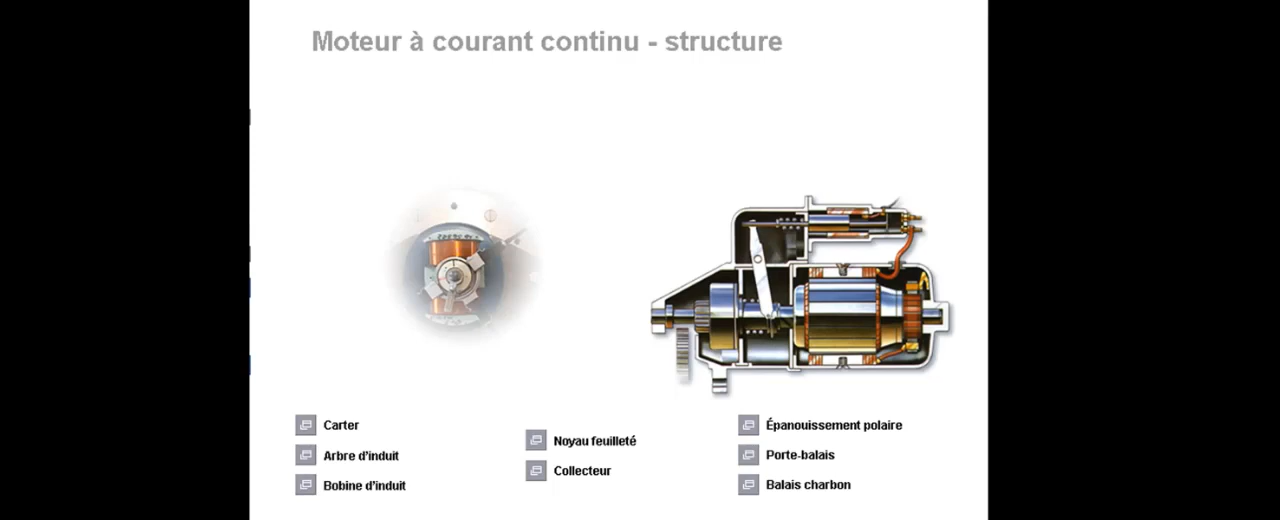 Moteur à courant continu - structure
Carter
Arbre d'induit
Bobine d'induit
Noyau feuilleté
Collecteur
Épanouissement polaire
Porte-balais
Balais charbon